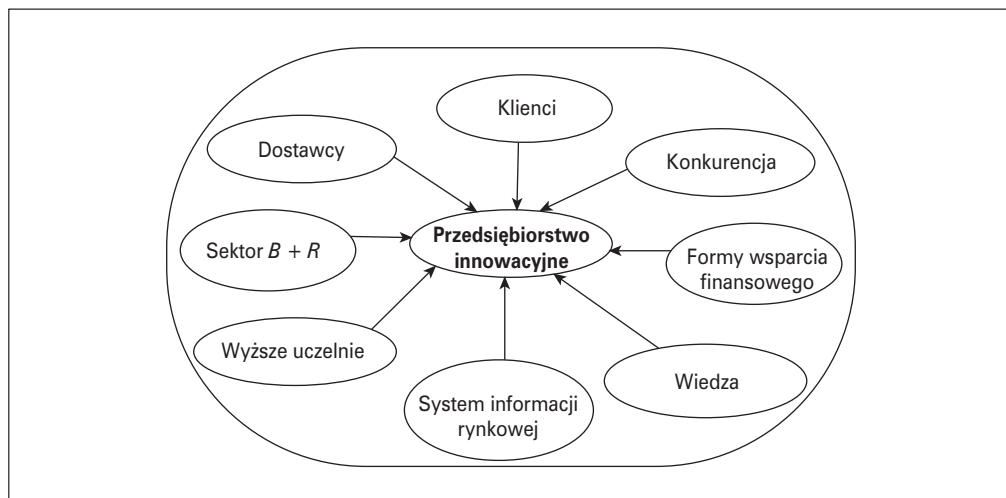 Klienci
Dostawcy
Konkurencja
Przedsiębiorstwo
innowacyjne
Sektor B + R
Formy wsparcia
finansowego
Wyższe uczelnie
Wiedza
System informacji
rynkowej